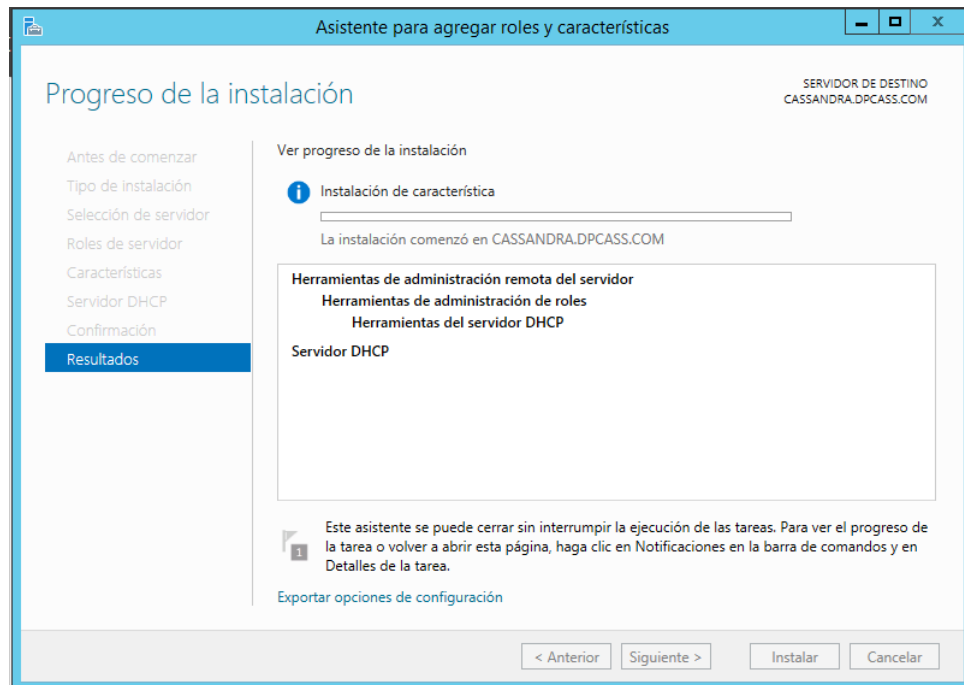 Asistente para agregar roles y características
Progreso de la instalación
SERVIDOR DE DESTINO
CASSANDRA.DPCASS.COM
Antes de comenzar
Tipo de instalación
Selección de servidor
Roles de servidor
Características
Servidor DHCP
Confirmación
Resultados
Ver progreso de la instalación
Instalación de característica
La instalación comenzó en CASSANDRA.DPCASS.COM
Herramientas de administración remota del servidor
Herramientas de administración de roles
Herramientas del servidor DHCP
Servidor DHCP
1
Este asistente se puede cerrar sin interrumpir la ejecución de las tareas. Para ver el progreso de
la tarea o volver a abrir esta página, haga clic en Notificaciones en la barra de comandos y en
Detalles de la tarea.
Exportar opciones de configuración
< Anterior
Siguiente >
Instalar
Cancelar